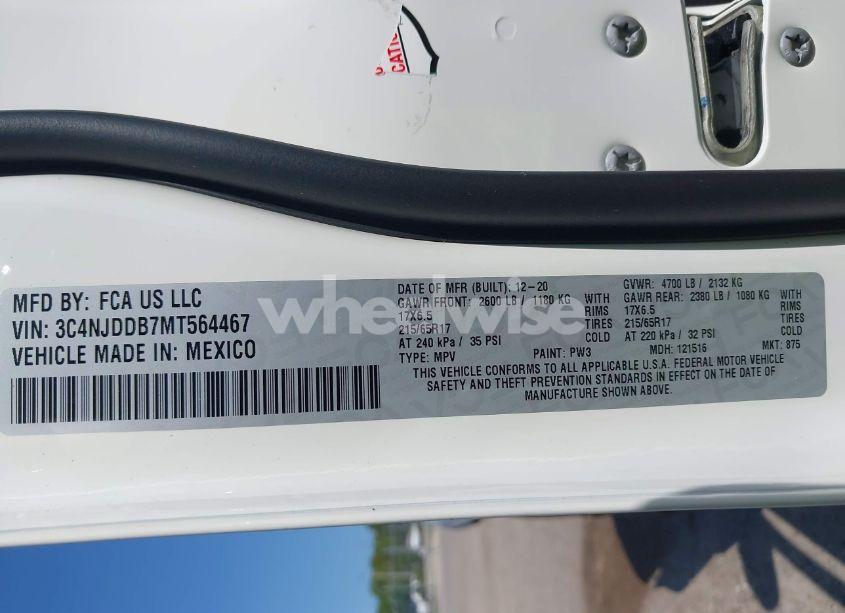 CATIO
wheelwise
MFD BY: FCA US LLC
VIN: 3C4NJDDB7MT564467
VEHICLE MADE IN: MEXICO
DATE OF MFR (BUILT): 12-20 GVWR: 4700 LB / 2132 KG
GAWR FRONT: 2600 LB / 1180 KG WITH GAWR REAR: 2380 LB / 1080 KG WITH
17X6.5 RIMS 17X6.5 RIMS
215/65R17 TIRES 215/65R17 TIRES
AT 240 kPa / 35 PSI COLD AT 220 kPa / 32 PSI COLD
TYPE: MPV PAINT: PW3 MDH: 121516 MKT: 875
THIS VEHICLE CONFORMS TO ALL APPLICABLE U.S.A. FEDERAL MOTOR VEHICLE
SAFETY AND THEFT PREVENTION STANDARDS IN EFFECT ON THE DATE OF
MANUFACTURE SHOWN ABOVE.